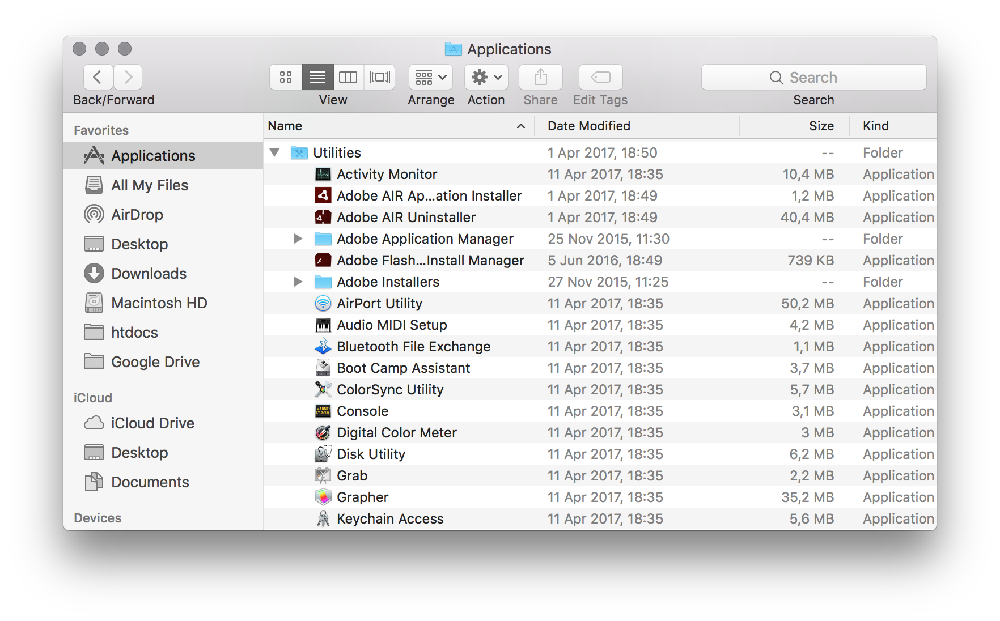 Applications
Back/Forward
View
Arrange
Action
Share
Edit Tags
Search
Search
Favorites
Applications
All My Files
AirDrop
Desktop
Downloads
Macintosh HD
htdocs
Google Drive
iCloud
iCloud Drive
Desktop
Documents
Devices
Name Date Modified Size Kind
Utilities 1 Apr 2017, 18:50 -- Folder
Activity Monitor 11 Apr 2017, 18:35 10,4 MB Application
Adobe AIR Ap...ation Installer 1 Apr 2017, 18:49 1,2 MB Application
Adobe AIR Uninstaller 1 Apr 2017, 18:49 40,4 MB Application
Adobe Application Manager 25 Nov 2015, 11:30 -- Folder
Adobe Flash...Install Manager 5 Jun 2016, 18:49 739 KB Application
Adobe Installers 27 Nov 2015, 11:25 -- Folder
AirPort Utility 11 Apr 2017, 18:35 50,2 MB Application
Audio MIDI Setup 11 Apr 2017, 18:35 4,2 MB Application
Bluetooth File Exchange 11 Apr 2017, 18:35 1,1 MB Application
Boot Camp Assistant 11 Apr 2017, 18:35 3,7 MB Application
ColorSync Utility 11 Apr 2017, 18:35 5,7 MB Application
Console 11 Apr 2017, 18:35 3,1 MB Application
Digital Color Meter 11 Apr 2017, 18:35 3 MB Application
Disk Utility 11 Apr 2017, 18:35 6,2 MB Application
Grab 11 Apr 2017, 18:35 2,2 MB Application
Grapher 11 Apr 2017, 18:35 35,2 MB Application
Keychain Access 11 Apr 2017, 18:35 5,6 MB Application